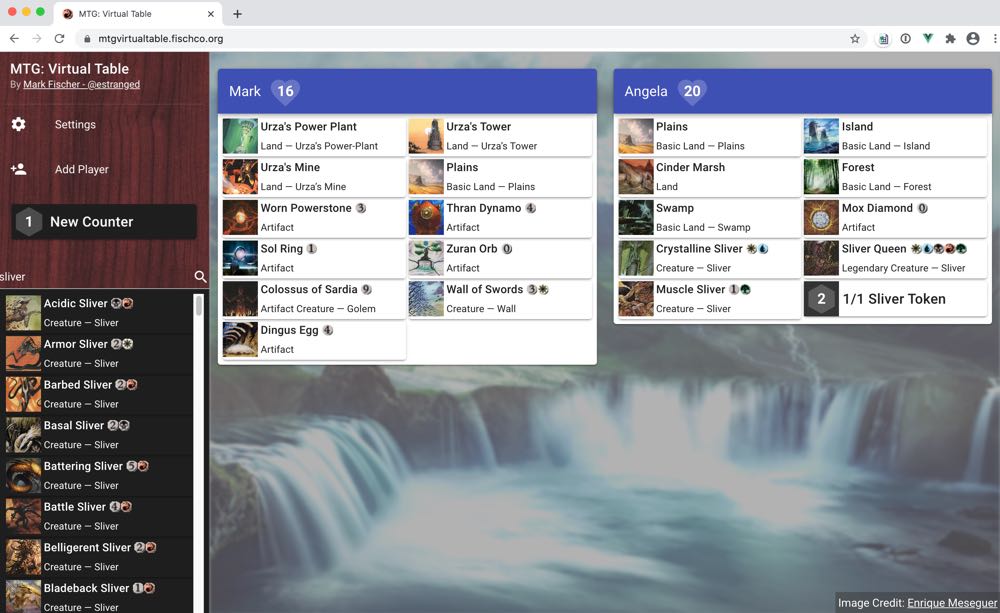 MTG: Virtual Table
mtgvirtualtable.fischco.org
MTG: Virtual Table
By Mark Fischer - @estranged
Settings
Add Player
1 New Counter
sliver
Acidic Sliver
Creature — Sliver
Armor Sliver 2
Creature — Sliver
Barbed Sliver 2
Creature — Sliver
Basal Sliver 2
Creature — Sliver
Battering Sliver 5
Creature — Sliver
Battle Sliver 4
Creature — Sliver
Belligerent Sliver 2
Creature — Sliver
Bladeback Sliver 1
Creature — Sliver
Mark 16
Urza's Power Plant
Land — Urza's Power-Plant
Urza's Tower
Land — Urza's Tower
Urza's Mine
Land — Urza's Mine
Plains
Basic Land — Plains
Worn Powerstone 3
Artifact
Thran Dynamo 4
Artifact
Sol Ring 1
Artifact
Zuran Orb 0
Artifact
Colossus of Sardia 9
Artifact Creature — Golem
Wall of Swords 3
Creature — Wall
Dingus Egg 4
Artifact
Angela 20
Plains
Basic Land — Plains
Island
Basic Land — Island
Cinder Marsh
Land
Forest
Basic Land — Forest
Swamp
Basic Land — Swamp
Mox Diamond 0
Artifact
Crystalline Sliver
Creature — Sliver
Sliver Queen
Legendary Creature — Sliver
Muscle Sliver 1
Creature — Sliver
2 1/1 Sliver Token
Image Credit: Enrique Meseguer